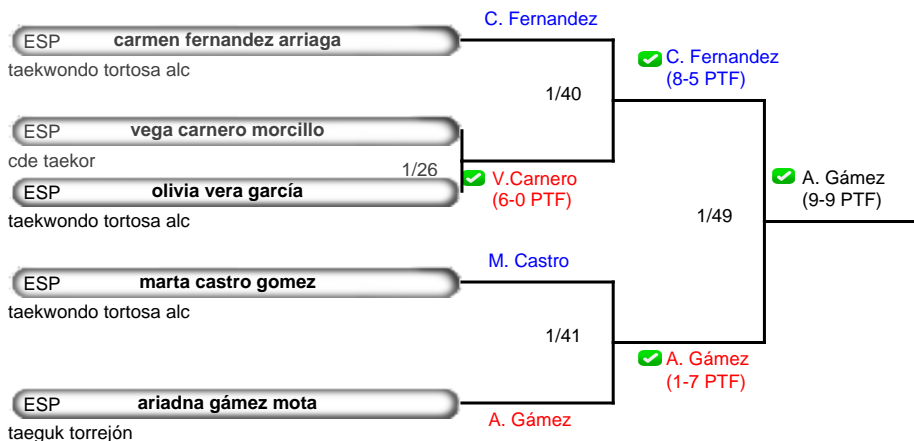 C. Fernandez
ESP carmen fernandez arriaga
taekwondo tortosa alc
C. Fernandez
(8-5 PTF)
1/40
ESP vega carnero morcillo
cde taekor
1/26
V.Carnero
(6-0 PTF)
ESP olivia vera garcía
taekwondo tortosa alc
A. Gámez
(9-9 PTF)
1/49
M. Castro
ESP marta castro gomez
taekwondo tortosa alc
1/41
A. Gámez
(1-7 PTF)
ESP ariadna gámez mota
A. Gámez
taeguk torrejón